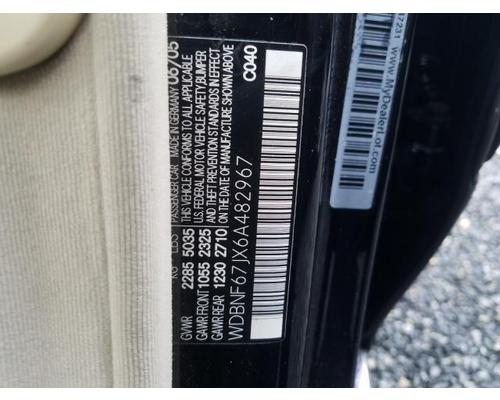 PASSENGER CAR MADE IN GERMANY 06/05
THIS VEHICLE CONFORMS TO ALL APPLICABLE
U.S. FEDERAL MOTOR VEHICLE SAFETY, BUMPER
AND THEFT PREVENTION STANDARDS IN EFFECT
ON THE DATE OF MANUFACTURE SHOWN ABOVE
KG LBS
GVWR 2285 5035
GAWR FRONT 1055 2325
GAWR REAR 1230 2710
C040
WDBNF67JX6A482967
www.MyDealerLot.com